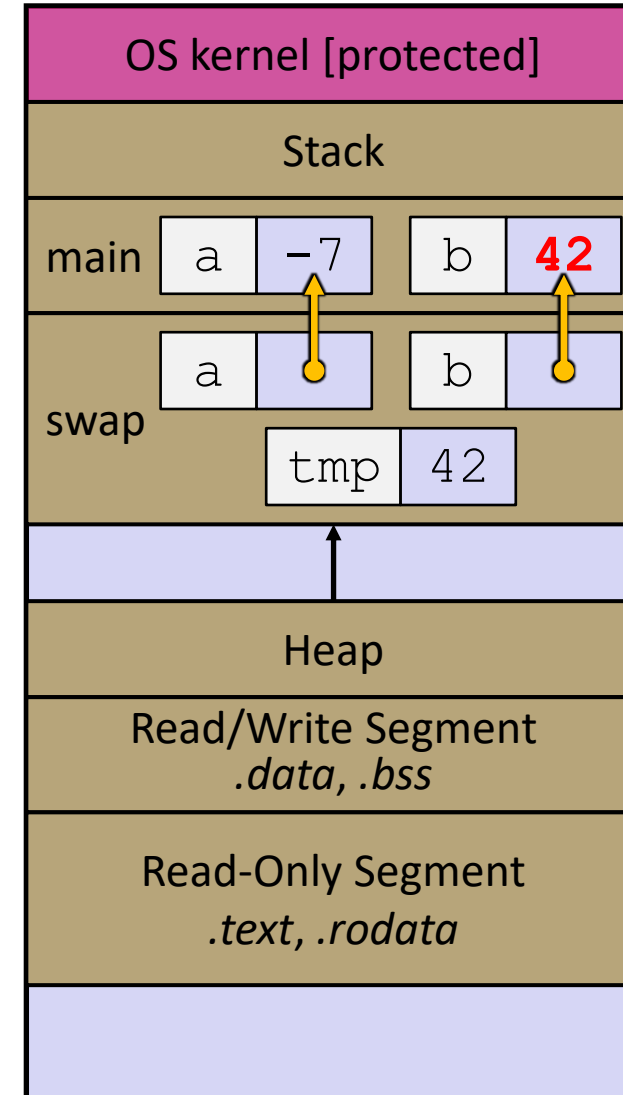 OS kernel [protected]
Stack
main a -7 b 42
a b
swap
tmp 42
Heap
Read/Write Segment
.data, .bss
Read-Only Segment
.text, .rodata